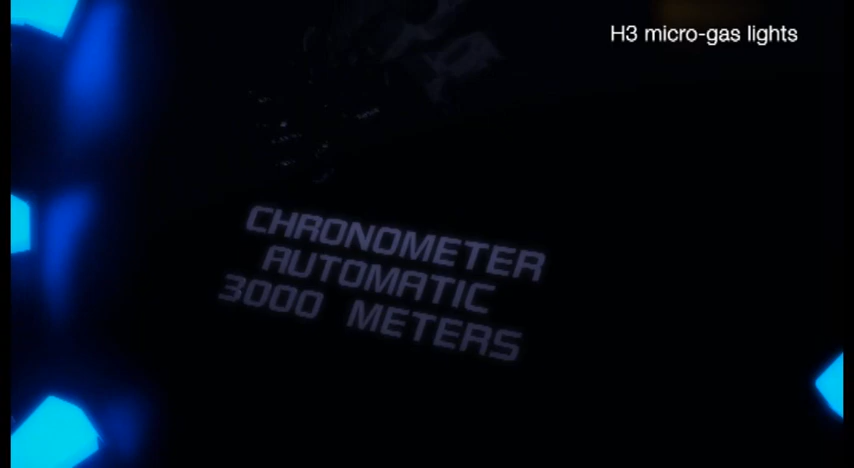 H3 micro-gas lights
CHRONOMETER
AUTOMATIC
3000 METERS